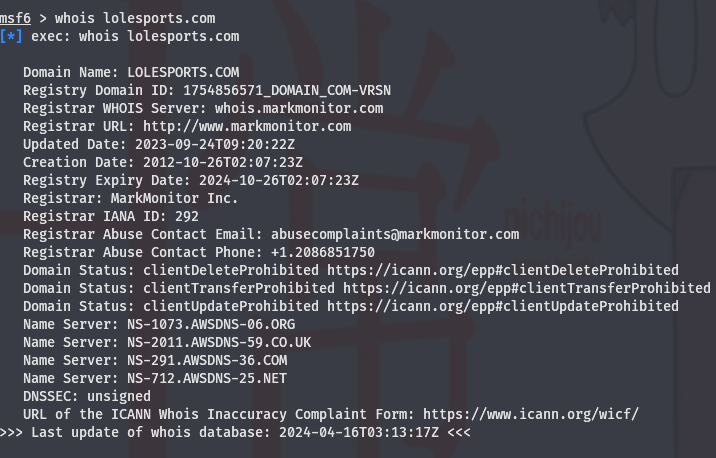 msf6 > whois lolesports.com
[*] exec: whois lolesports.com
Domain Name: LOLESPORTS.COM
Registry Domain ID: 1754856571_DOMAIN_COM-VRSN
Registrar WHOIS Server: whois.markmonitor.com
Registrar URL: http://www.markmonitor.com
Updated Date: 2023-09-24T09:20:22Z
Creation Date: 2012-10-26T02:07:23Z
Registry Expiry Date: 2024-10-26T02:07:23Z
Registrar: MarkMonitor Inc.
Registrar IANA ID: 292
Registrar Abuse Contact Email: abusecomplaints@markmonitor.com
Registrar Abuse Contact Phone: +1.2086851750
Domain Status: clientDeleteProhibited https://icann.org/epp#clientDeleteProhibited
Domain Status: clientTransferProhibited https://icann.org/epp#clientTransferProhibited
Domain Status: clientUpdateProhibited https://icann.org/epp#clientUpdateProhibited
Name Server: NS-1073.AWSDNS-06.ORG
Name Server: NS-2011.AWSDNS-59.CO.UK
Name Server: NS-291.AWSDNS-36.COM
Name Server: NS-712.AWSDNS-25.NET
DNSSEC: unsigned
URL of the ICANN Whois Inaccuracy Complaint Form: https://www.icann.org/wicf/
>>> Last update of whois database: 2024-04-16T03:13:17Z <<<
常
nichijou